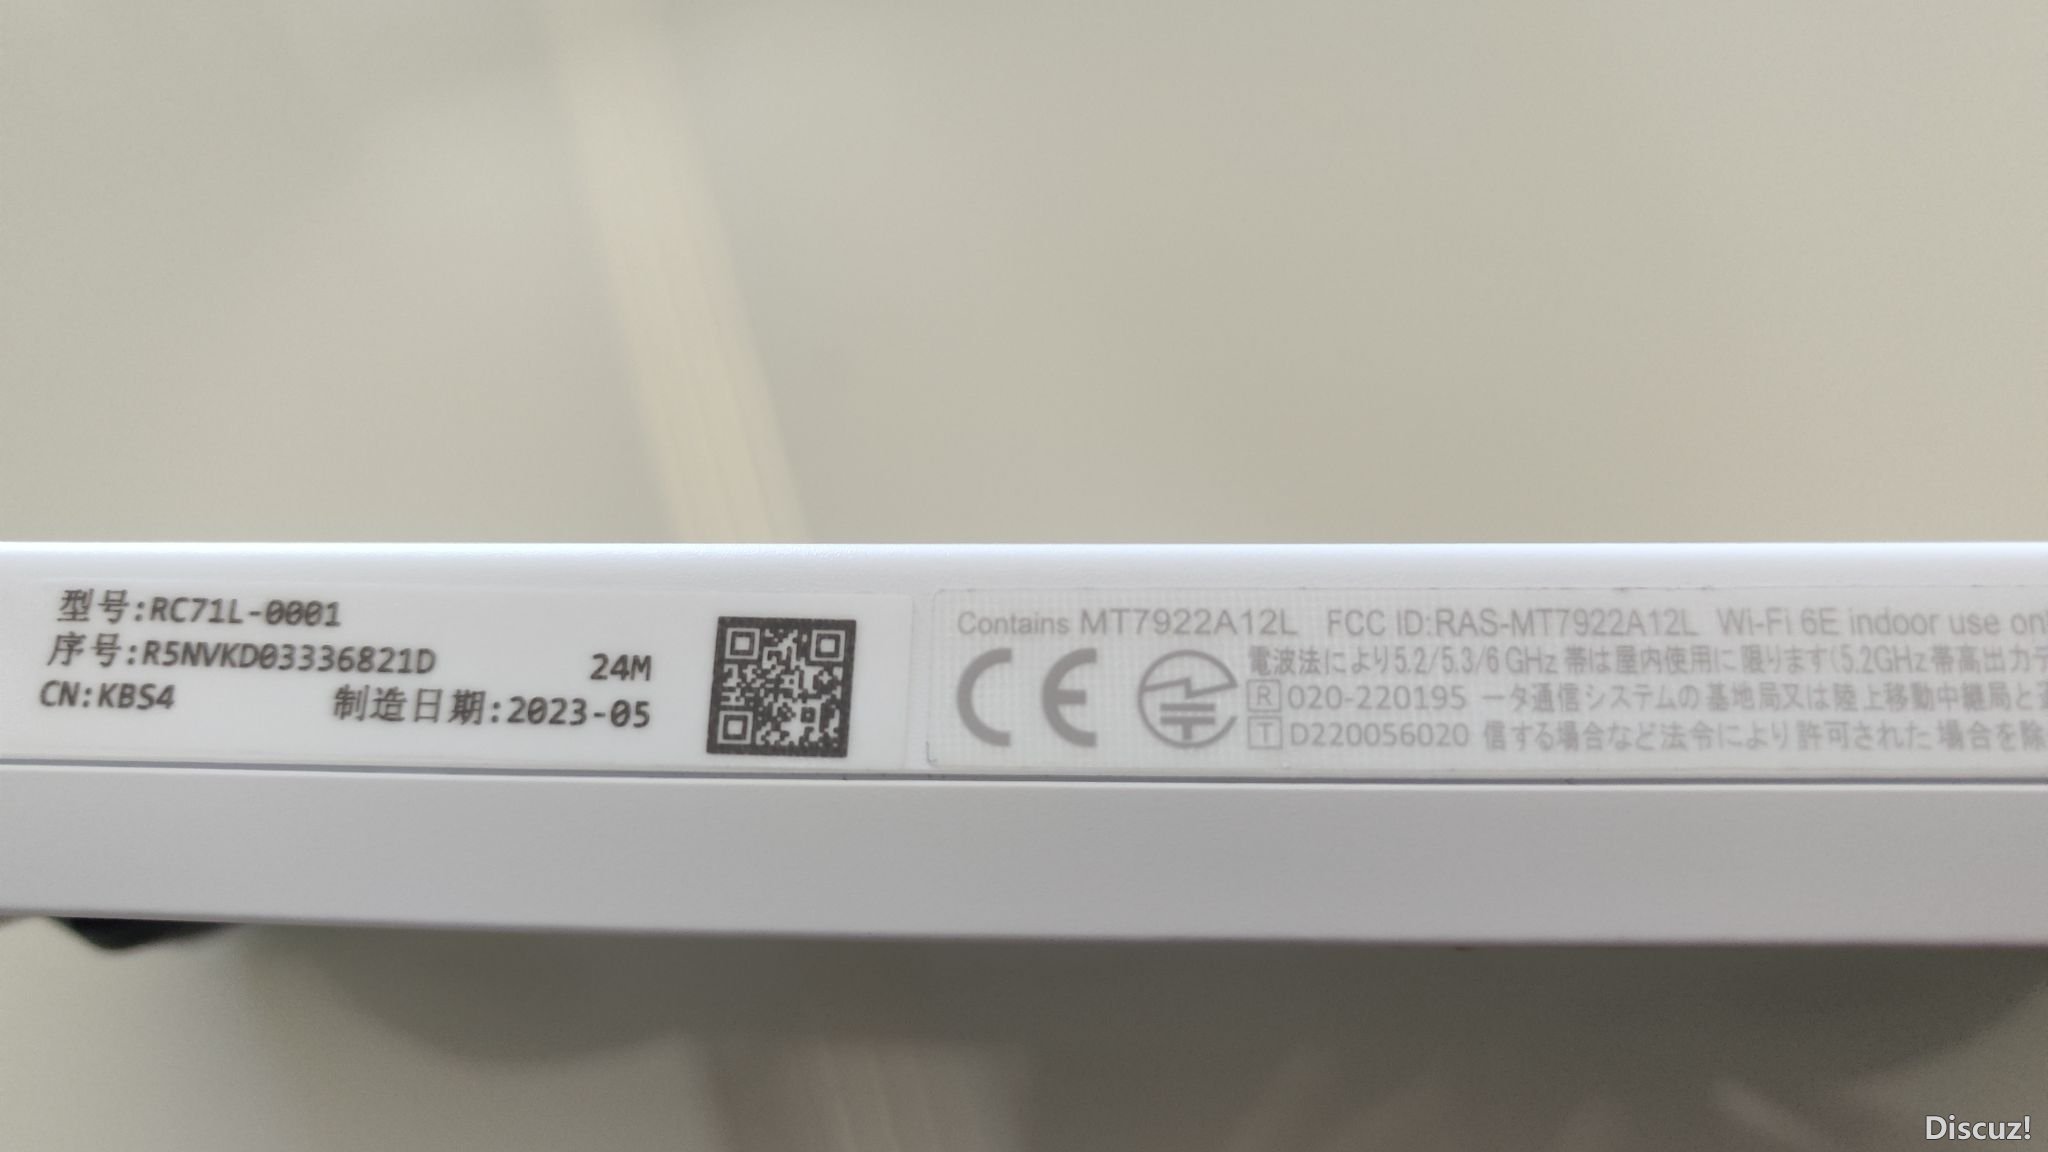 型号:RC71L-0001
序号:R5NVKD03336821D
24M
CN:KBS4 制造日期:2023-05
Contains MT7922A12L FCC ID:RAS-MT7922A12L Wi-Fi 6E indoor use on
CE
電波法により5.2/5.3/6 GHz 帯は屋内使用に限ります(5.2GHz帯高出力デ
R 020-220195 ータ通信システムの基地局又は陸上移動中継局と
T D220056020 信する場合など法令により許可された場合を除
Discuz!